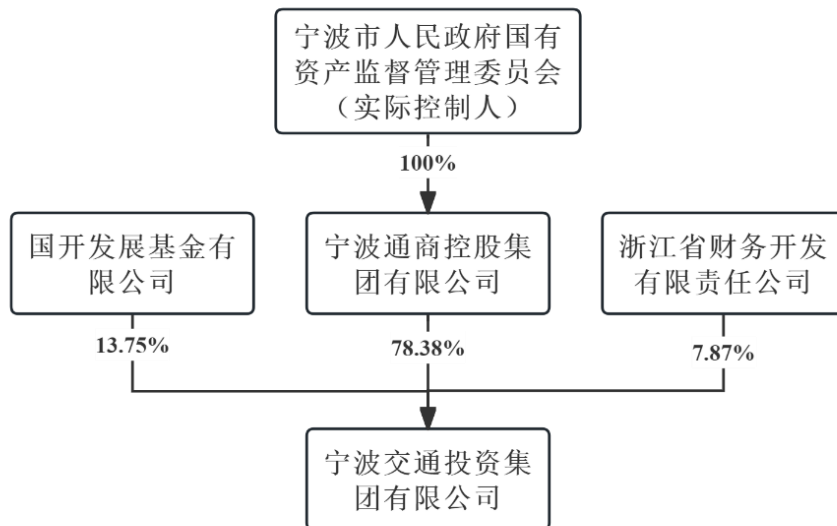 宁波市人民政府国有
资产监督管理委员会
（实际控制人）
100%
国开发展基金有
限公司
宁波通商控股集
团有限公司
浙江省财务开发
有限责任公司
13.75%
78.38%
7.87%
宁波交通投资集
团有限公司